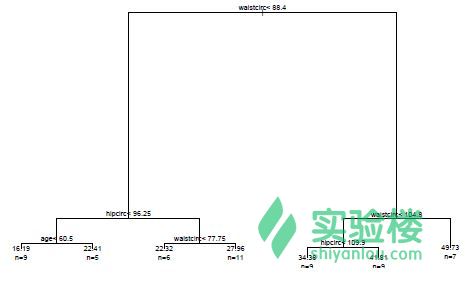 waistcirc< 88.4
hipcirc< 96.25
waistcirc< 104.8
age< 60.5
waistcirc< 77.75
hipcirc< 109.9
16.19
n=9
22.41
n=5
22.32
n=6
27.96
n=11
34.38
n=9
41.81
n=9
49.73
n=7
实验楼
shiyanlou.com